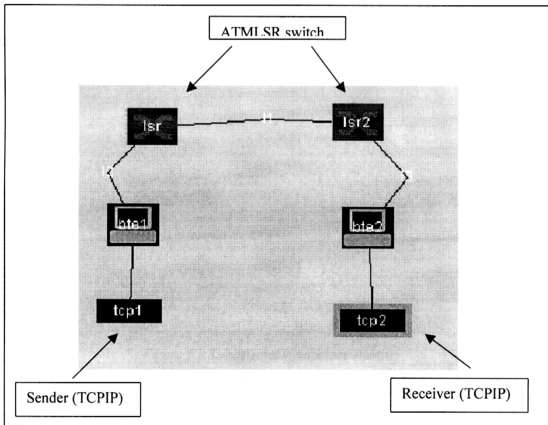 ATMLSR switch
lsr
lsr2
bte1
bte2
tcp1
tcp2
Sender (TCPIP)
Receiver (TCPIP)